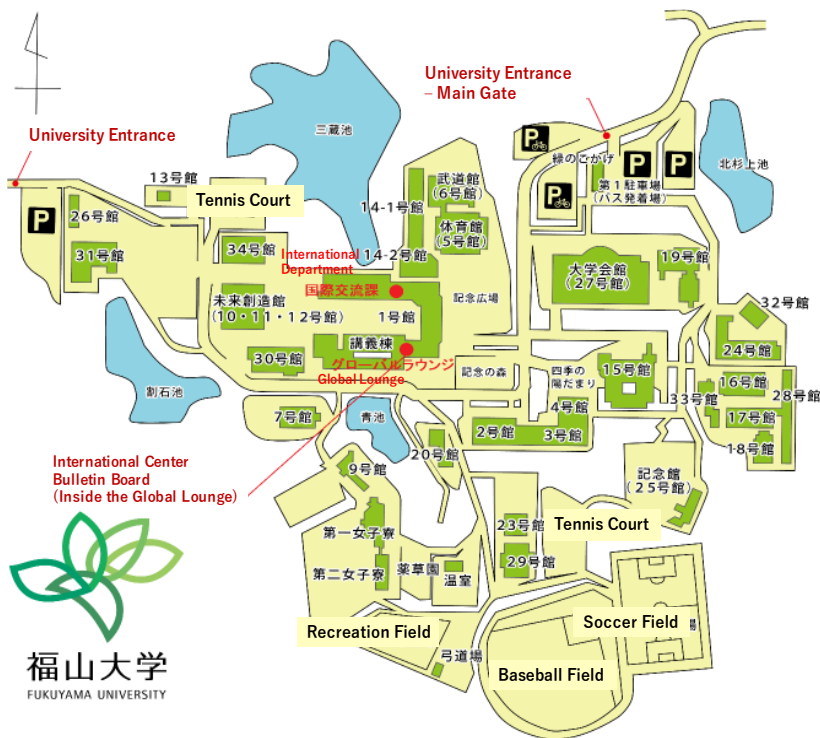 University Entrance
– Main Gate
三蔵池
University Entrance
緑のこかげ
P
P
P
P
北杉上池
第１駐車場
（バス発着場）
13号館
Tennis Court
武道館
（6号館）
14-1号館
体育館
（5号館）
P
26号館
31号館
34号館
14-2号館
International
Department
国際交流課
記念広場
大学会館
（27号館）
19号館
未来創造館
（10・11・12号館）
1号館
講義棟
32号館
24号館
30号館
グローバルラウンジ
Global Lounge
記念の森
四季の
陽だまり
15号館
16号館
28号館
33号館
17号館
18号館
割石池
7号館
青池
4号館
2号館
3号館
20号館
International Center
Bulletin Board
(Inside the Global Lounge)
9号館
記念館
（25号館）
第一女子寮
23号館
Tennis Court
第二女子寮
薬草園
温室
29号館
Recreation Field
Soccer Field
場
弓道場
Baseball Field
福山大学
FUKUYAMA UNIVERSITY